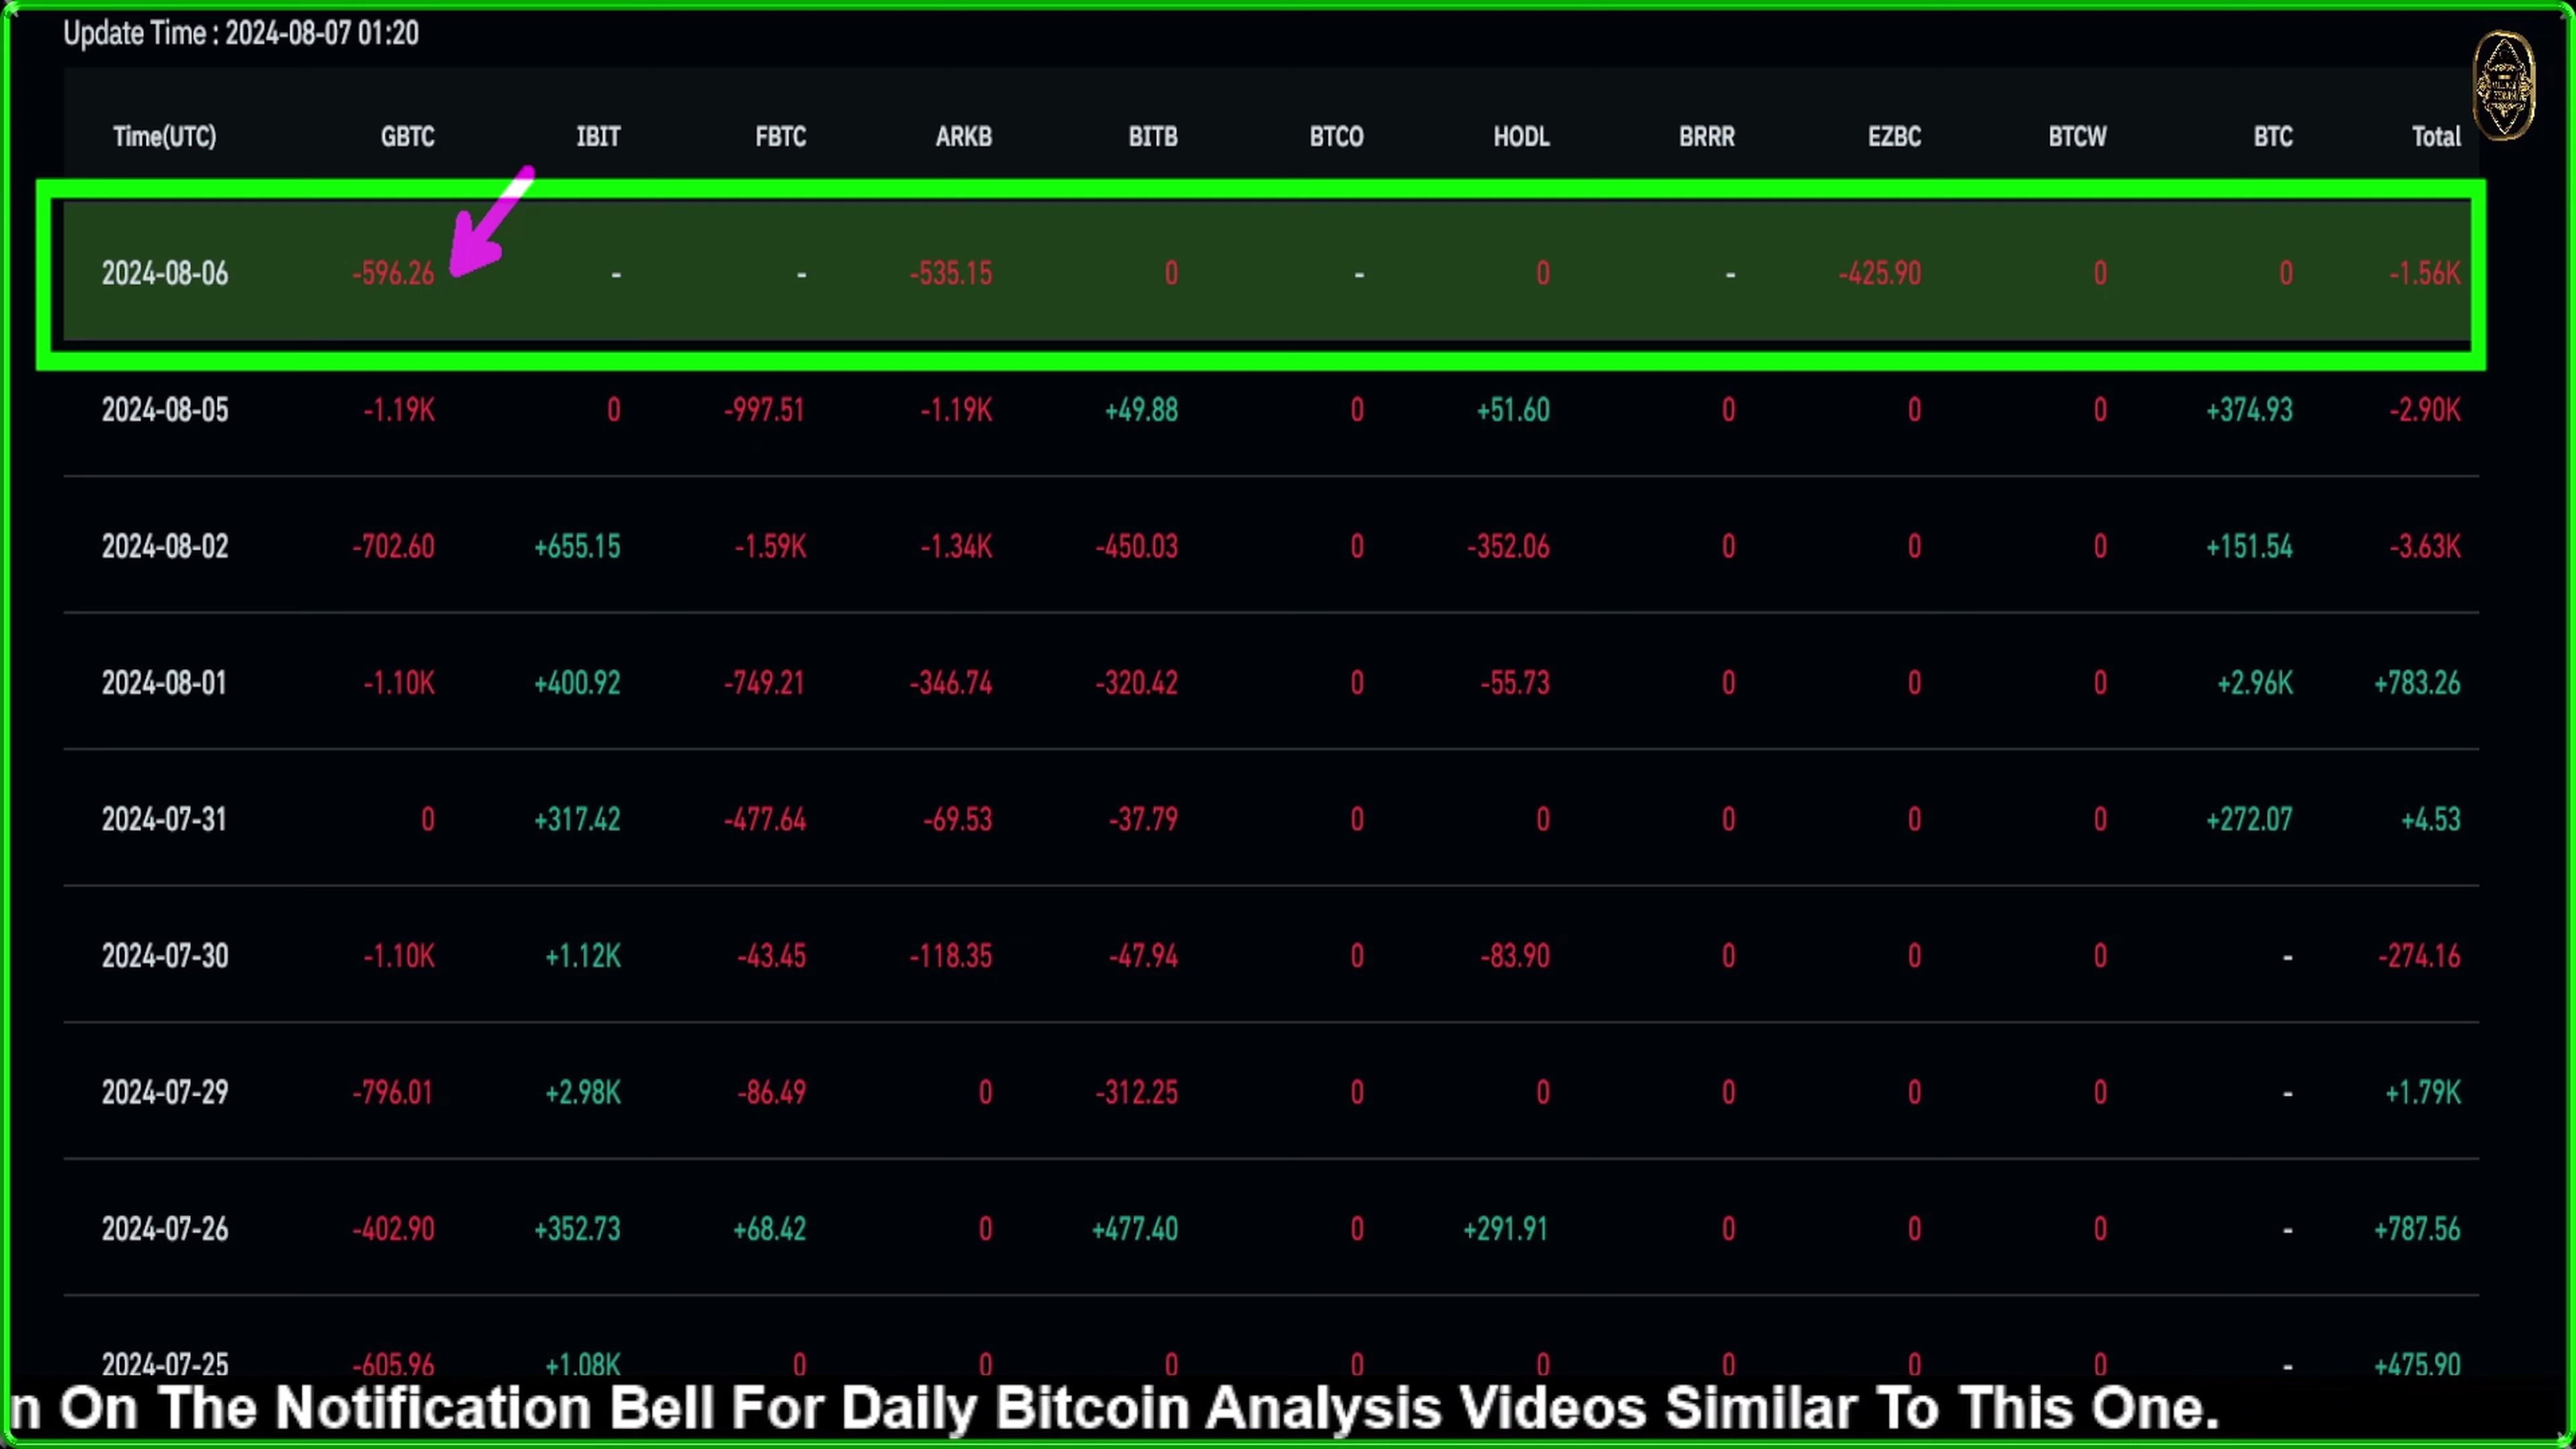 Update Time : 2024-08-07 01:20
Time(UTC) GBTC IBIT FBTC ARKB BITB BTCO HODL BRRR EZBC BTCW BTC Total
2024-08-06 -596.26 - - -535.15 0 - 0 - -425.90 0 0 -1.56K
2024-08-05 -1.19K 0 -997.51 -1.19K +49.88 0 +51.60 0 0 0 +374.93 -2.90K
2024-08-02 -702.60 +655.15 -1.59K -1.34K -450.03 0 -352.06 0 0 0 +151.54 -3.63K
2024-08-01 -1.10K +400.92 -749.21 -346.74 -320.42 0 -55.73 0 0 0 +2.96K +783.26
2024-07-31 0 +317.42 -477.64 -69.53 -37.79 0 0 0 0 0 +272.07 +4.53
2024-07-30 -1.10K +1.12K -43.45 -118.35 -47.94 0 -83.90 0 0 0 - -274.16
2024-07-29 -796.01 +2.98K -86.49 0 -312.25 0 0 0 0 0 - +1.79K
2024-07-26 -402.90 +352.73 +68.42 0 +477.40 0 +291.91 0 0 0 - +787.56
2024-07-25 -605.96 +1.08K 0 0 0 0 0 0 0 0 - +475.90
n On The Notification Bell For Daily Bitcoin Analysis Videos Similar To This One.